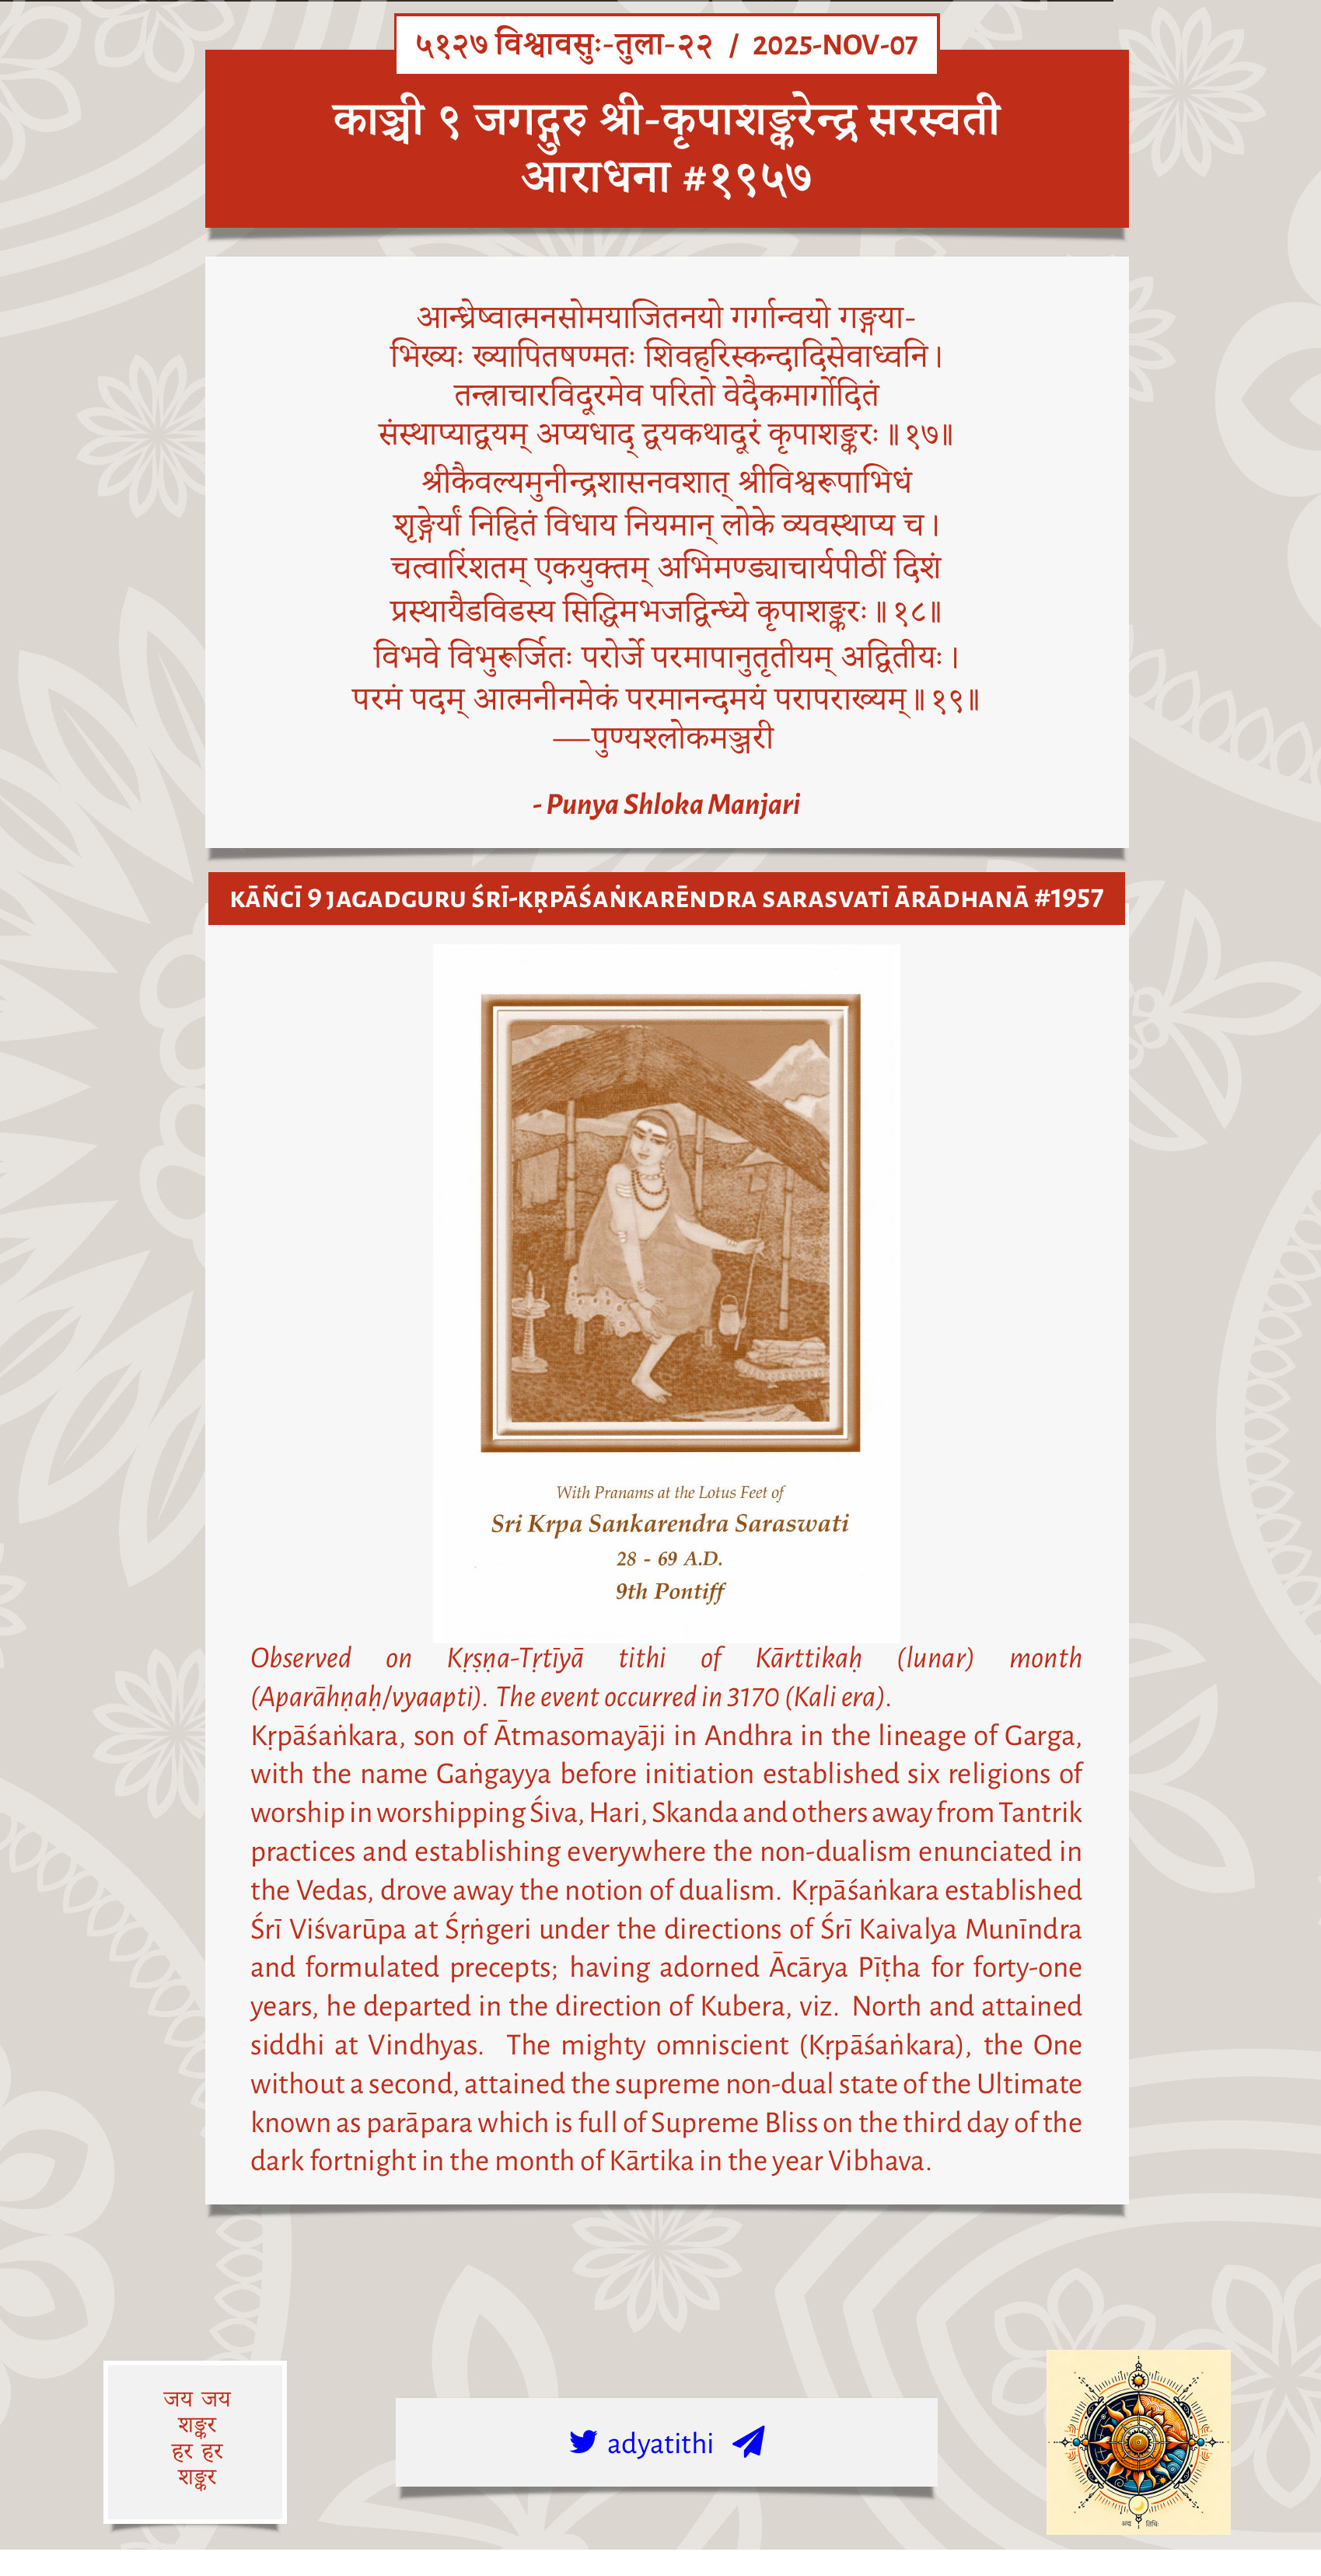 ५१२७ विश्वावसुः-तुला-२२ / 2025-NOV-07
काञ्ची ९ जगद्गुरु श्री-कृपाशङ्करेन्द्र सरस्वती
आराधना #१९५७
आन्ध्रेष्वात्मनसोमयाजितनयो गर्गान्वयो गङ्गया-
भिख्यः ख्यापितषण्मतः शिवहरिस्कन्दादिसेवाध्वनि।
तन्त्राचारविदूरमेव परितो वेदैकमार्गोदितं
संस्थाप्याद्वयम् अप्यधाद् द्वयकथादूरं कृपाशङ्करः॥१७॥
श्रीकैवल्यमुनीन्द्रशासनवशात् श्रीविश्वरूपाभिधं
शृङ्गेर्यां निहितं विधाय नियमान् लोके व्यवस्थाप्य च।
चत्वारिंशतम् एकयुक्तम् अभिमण्ड्याचार्यपीठीं दिशं
प्रस्थायैडविडस्य सिद्धिमभजद्विन्ध्ये कृपाशङ्करः॥१८॥
विभवे विभुरूर्जितः परोर्जे परमापानुतृतीयम् अद्वितीयः।
परमं पदम् आत्मनीनमेकं परमानन्दमयं परापराख्यम्॥१९॥
—पुण्यश्लोकमञ्जरी
- Punya Shloka Manjari
KĀÑCĪ 9 JAGADGURU ŚRĪ-KṚPĀŚAṄKARĒNDRA SARASVATĪ ĀRĀDHANĀ #1957
With Pranams at the Lotus Feet of
Sri Krpa Sankarendra Saraswati
28 - 69 A.D.
9th Pontiff
Observed on Kṛṣṇa-Tṛtīyā tithi of Kārttikaḥ (lunar) month
(Aparāhṇaḥ/vyaapti). The event occurred in 3170 (Kali era).
Kṛpāśaṅkara, son of Ātmasomayāji in Andhra in the lineage of Garga,
with the name Gaṅgayya before initiation established six religions of
worship in worshipping Śiva, Hari, Skanda and others away from Tantrik
practices and establishing everywhere the non-dualism enunciated in
the Vedas, drove away the notion of dualism. Kṛpāśaṅkara established
Śrī Viśvarūpa at Śṛṅgeri under the directions of Śrī Kaivalya Munīndra
and formulated precepts; having adorned Ācārya Pīṭha for forty-one
years, he departed in the direction of Kubera, viz. North and attained
siddhi at Vindhyas. The mighty omniscient (Kṛpāśaṅkara), the One
without a second, attained the supreme non-dual state of the Ultimate
known as parāpara which is full of Supreme Bliss on the third day of the
dark fortnight in the month of Kārtika in the year Vibhava.
जय जय
शङ्कर
हर हर
शङ्कर
adyatithi
अद्य तिथिः